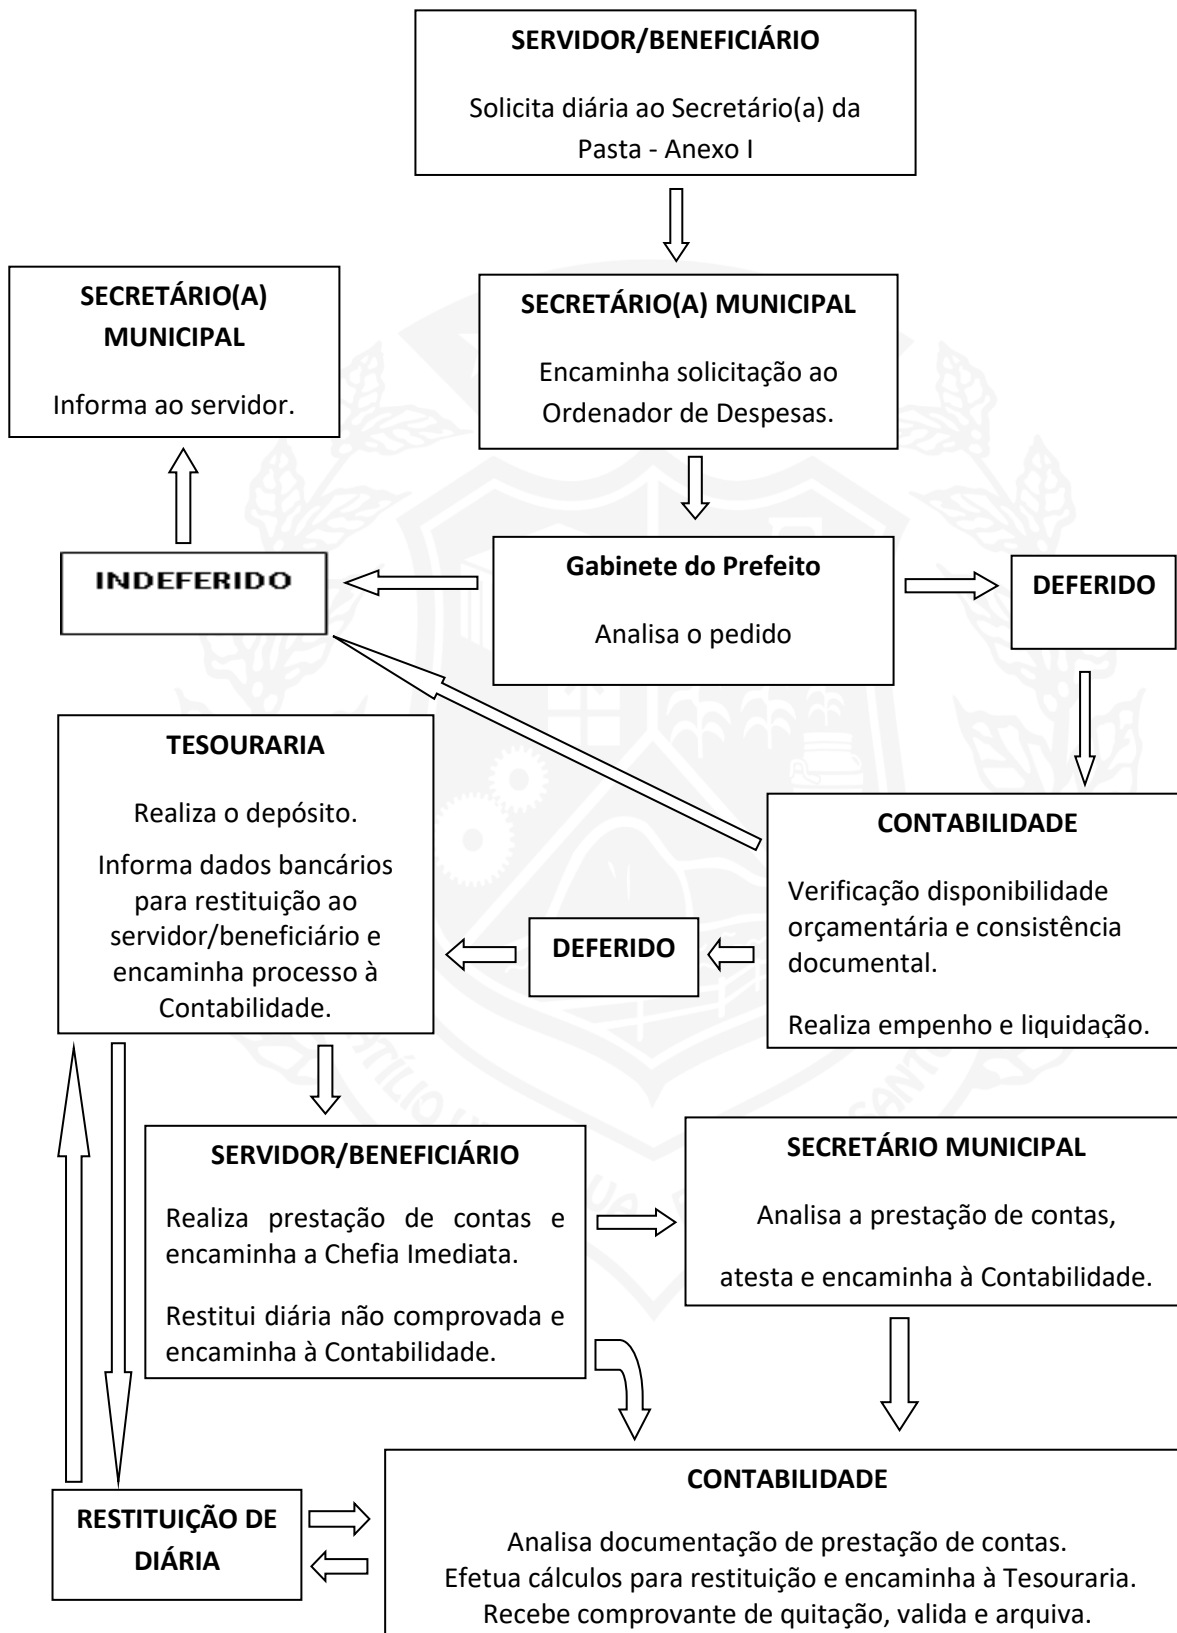 SERVIDOR/BENEFICIÁRIO
Solicita diária ao Secretário(a) da
Pasta - Anexo I
SECRETÁRIO(A)
MUNICIPAL
Informa ao servidor.
SECRETÁRIO(A) MUNICIPAL
Encaminha solicitação ao
Ordenador de Despesas.
INDEFERIDO
Gabinete do Prefeito
Analisa o pedido
DEFERIDO
TESOURARIA
Realiza o depósito.
Informa dados bancários
para restituição ao
servidor/beneficiário e
encaminha processo à
Contabilidade.
DEFERIDO
CONTABILIDADE
Verificação disponibilidade
orçamentária e consistência
documental.
Realiza empenho e liquidação.
SERVIDOR/BENEFICIÁRIO
Realiza prestação de contas e
encaminha a Chefia Imediata.
Restitui diária não comprovada e
encaminha à Contabilidade.
SECRETÁRIO MUNICIPAL
Analisa a prestação de contas,
atesta e encaminha à Contabilidade.
RESTITUIÇÃO DE
DIÁRIA
CONTABILIDADE
Analisa documentação de prestação de contas.
Efetua cálculos para restituição e encaminha à Tesouraria.
Recebe comprovante de quitação, valida e arquiva.